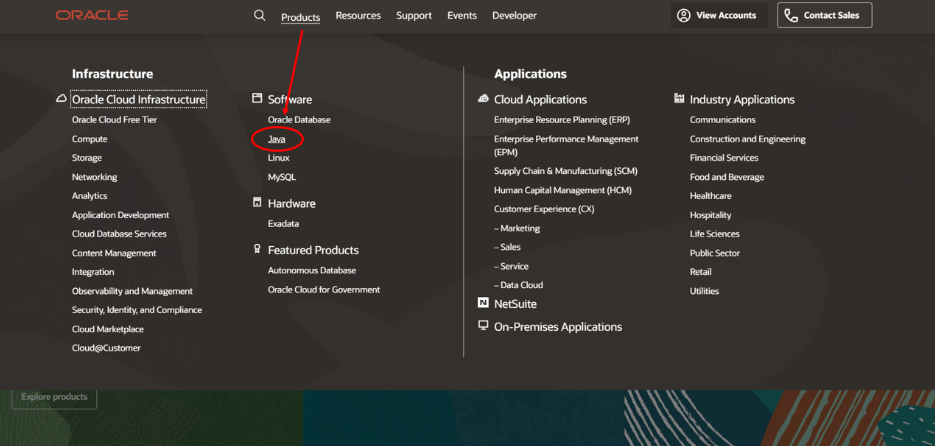 ORACLE
Products
Resources
Support
Events
Developer
View Accounts
Contact Sales
Infrastructure
Oracle Cloud Infrastructure
Oracle Cloud Free Tier
Compute
Storage
Networking
Analytics
Application Development
Cloud Database Services
Content Management
Integration
Observability and Management
Security, Identity, and Compliance
Cloud Marketplace
Cloud@Customer
Software
Oracle Database
Java
Linux
MySQL
Hardware
Exadata
Featured Products
Autonomous Database
Oracle Cloud for Government
Applications
Cloud Applications
Enterprise Resource Planning (ERP)
Enterprise Performance Management
(EPM)
Supply Chain & Manufacturing (SCM)
Human Capital Management (HCM)
Customer Experience (CX)
– Marketing
– Sales
– Service
– Data Cloud
N NetSuite
On-Premises Applications
Industry Applications
Communications
Construction and Engineering
Financial Services
Food and Beverage
Healthcare
Hospitality
Life Sciences
Public Sector
Retail
Utilities
Explore products